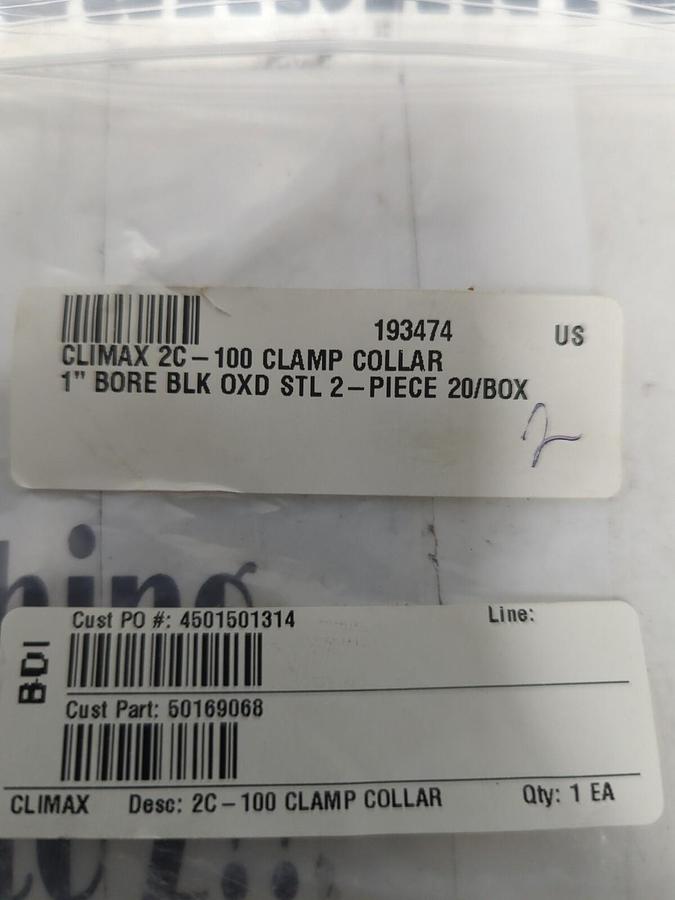 193474 US
CLIMAX 2C-100 CLAMP COLLAR
1" BORE BLK OXD STL 2-PIECE 20/BOX
2
hing
BDI
Cust PO #: 4501501314 Line:
Cust Part: 50169068
CLIMAX Desc: 2C-100 CLAMP COLLAR Qty: 1 EA